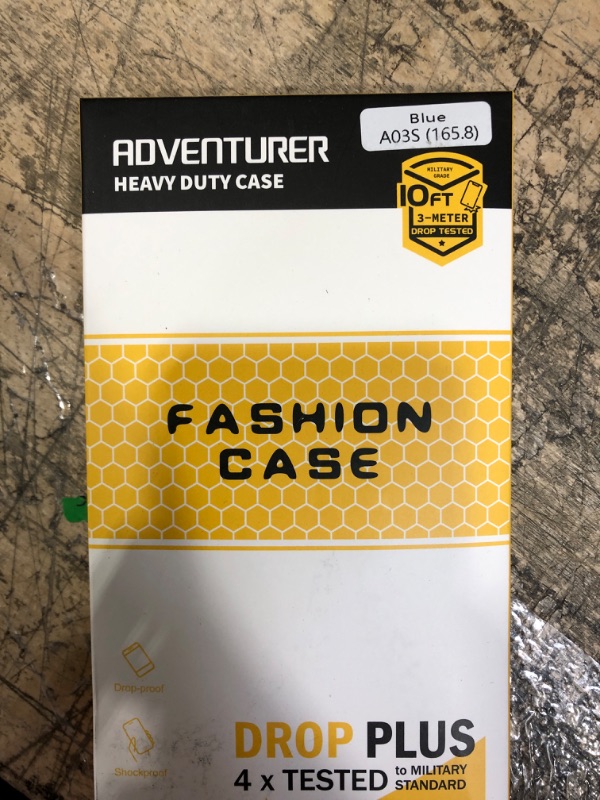 Blue
A03S (165.8)
ADVENTURER
HEAVY DUTY CASE
MILITARY
GRADE
10FT
3-METER
DROP TESTED
FASHION
CASE
Drop-proof
Shockproof
DROP PLUS
4 x TESTED to MILITARY
STANDARD